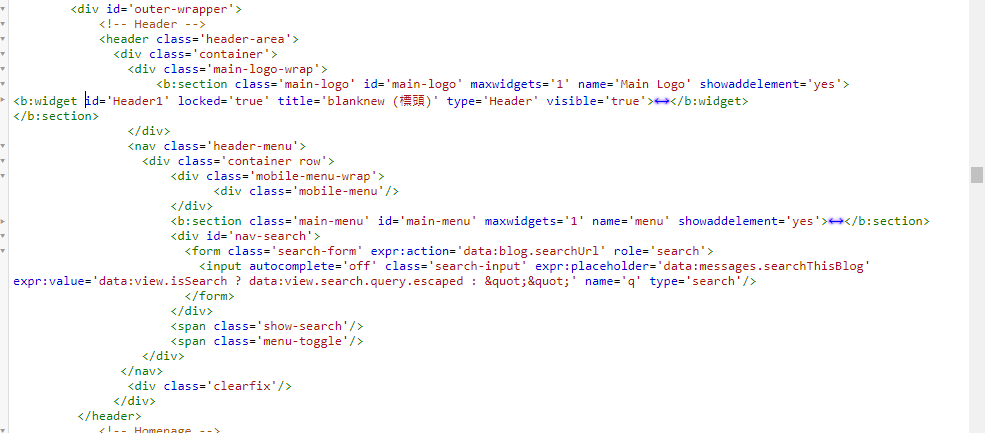 <div id='outer-wrapper'>
<!-- Header -->
<header class='header-area'>
<div class='container'>
<div class='main-logo-wrap'>
<b:section class='main-logo' id='main-logo' maxwidgets='1' name='Main Logo' showaddelement='yes'>
<b:widget id='Header1' locked='true' title='blanknew (標頭)' type='Header' visible='true'>↔</b:widget>
</b:section>
</div>
<nav class='header-menu'>
<div class='container row'>
<div class='mobile-menu-wrap'>
<div class='mobile-menu'/>
</div>
<b:section class='main-menu' id='main-menu' maxwidgets='1' name='menu' showaddelement='yes'>↔</b:section>
<div id='nav-search'>
<form class='search-form' expr:action='data:blog.searchUrl' role='search'>
<input autocomplete='off' class='search-input' expr:placeholder='data:messages.searchThisBlog'
expr:value='data:view.isSearch ? data:view.search.query.escaped : &quot;&quot;' name='q' type='search'/>
</form>
</div>
<span class='show-search'/>
<span class='menu-toggle'/>
</div>
</nav>
<div class='clearfix'/>
</div>
</header>
<!-- Homepage -->